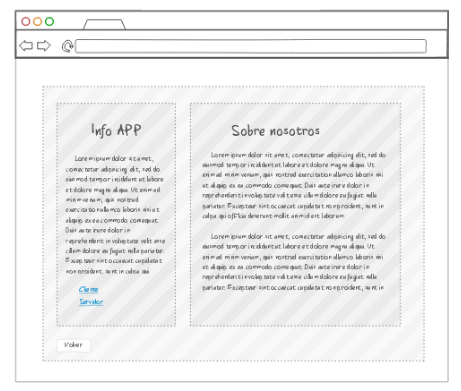 Info APP
Lorem ipsum dolor sit amet,
consectetur adipisicing elit, sed do
eiusmod tempor incididunt ut labore
et dolore magna aliqua. Ut enim ad
minim veniam, quis nostrud
exercitation ullamco laboris nisi ut
aliquip ex ea commodo consequat.
Duis aute irure dolor in
reprehenderit in voluptate velit esse
cillum dolore eu fugiat nulla pariatur.
Excepteur sint occaecat cupidatat
non proident, sunt in culpa qui
Cliente
Servidor
Sobre nosotros
Lorem ipsum dolor sit amet, consectetur adipisicing elit, sed do
eiusmod tempor incididunt ut labore et dolore magna aliqua. Ut
enim ad minim veniam, quis nostrud exercitation ullamco laboris nisi
ut aliquip ex ea commodo consequat. Duis aute irure dolor in
reprehenderit in voluptate velit esse cillum dolore eu fugiat nulla
pariatur. Excepteur sint occaecat cupidatat non proident, sunt in
culpa qui officia deserunt mollit anim id est laborum.
Lorem ipsum dolor sit amet, consectetur adipisicing elit, sed do
eiusmod tempor incididunt ut labore et dolore magna aliqua. Ut
enim ad minim veniam, quis nostrud exercitation ullamco laboris nisi
ut aliquip ex ea commodo consequat. Duis aute irure dolor in
reprehenderit in voluptate velit esse cillum dolore eu fugiat nulla
pariatur. Excepteur sint occaecat cupidatat non proident, sunt in
Volver